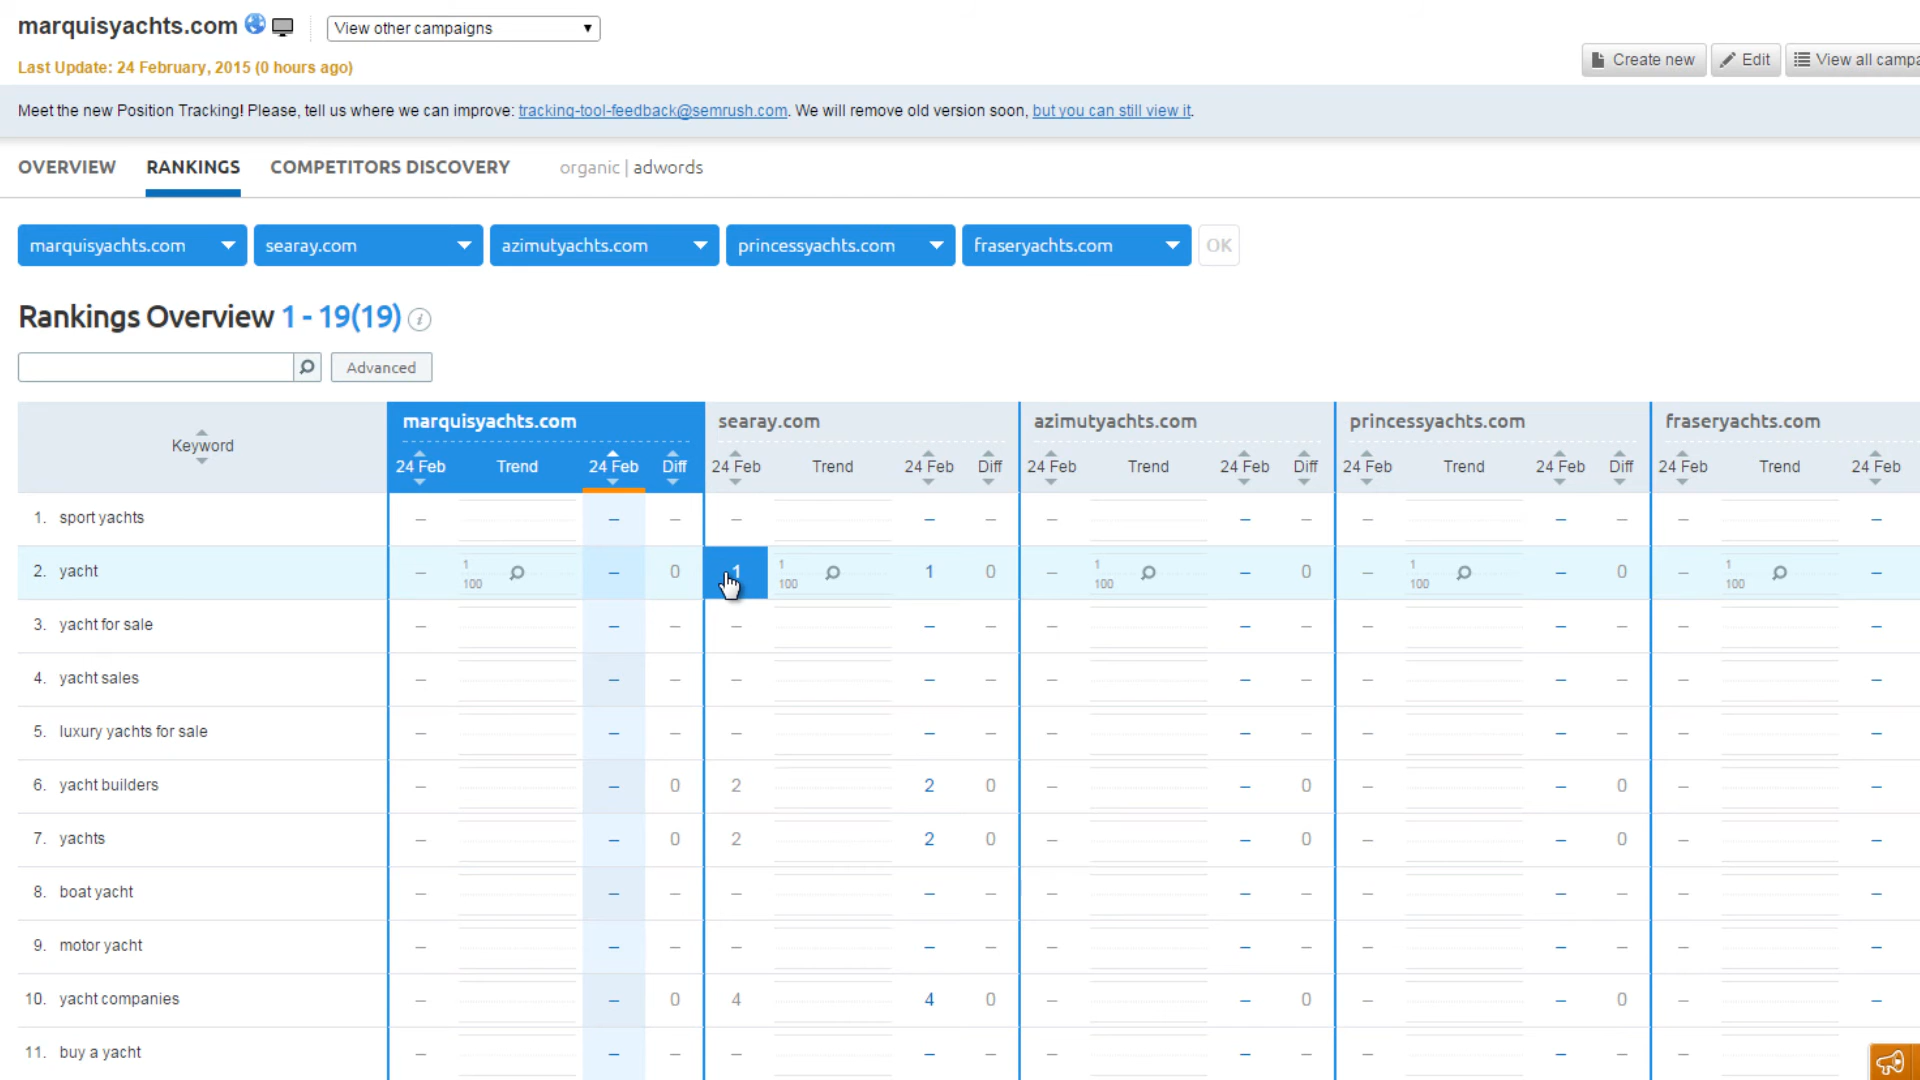 marquisyachts.com View other campaigns
Last Update: 24 February, 2015 (0 hours ago)
Create new Edit View all campa
Meet the new Position Tracking! Please, tell us where we can improve: tracking-tool-feedback@semrush.com. We will remove old version soon, but you can still view it.
OVERVIEW RANKINGS COMPETITORS DISCOVERY organic | adwords
marquisyachts.com searay.com azimutyachts.com princessyachts.com fraseryachts.com OK
Rankings Overview 1 - 19(19) i
Advanced
Keyword marquisyachts.com searay.com azimutyachts.com princessyachts.com fraseryachts.com
24 Feb Trend 24 Feb Diff 24 Feb Trend 24 Feb Diff 24 Feb Trend 24 Feb Diff 24 Feb Trend 24 Feb Diff 24 Feb Trend 24 Feb
1. sport yachts – – – – – – – – – – – – – –
2. yacht – 1 100 – 0 1 1 100 1 0 – 1 100 – 0 – 1 100 – 0 – 1 100 –
3. yacht for sale – – – – – – – – – – – – – –
4. yacht sales – – – – – – – – – – – – – –
5. luxury yachts for sale – – – – – – – – – – – – – –
6. yacht builders – – 0 2 2 0 – – 0 – – 0 – –
7. yachts – – 0 2 2 0 – – 0 – – 0 – –
8. boat yacht – – – – – – – – – – – – – –
9. motor yacht – – – – – – – – – – – – – –
10. yacht companies – – 0 4 4 0 – – 0 – – 0 – –
11. buy a yacht – – – – – – – – – – – – – –